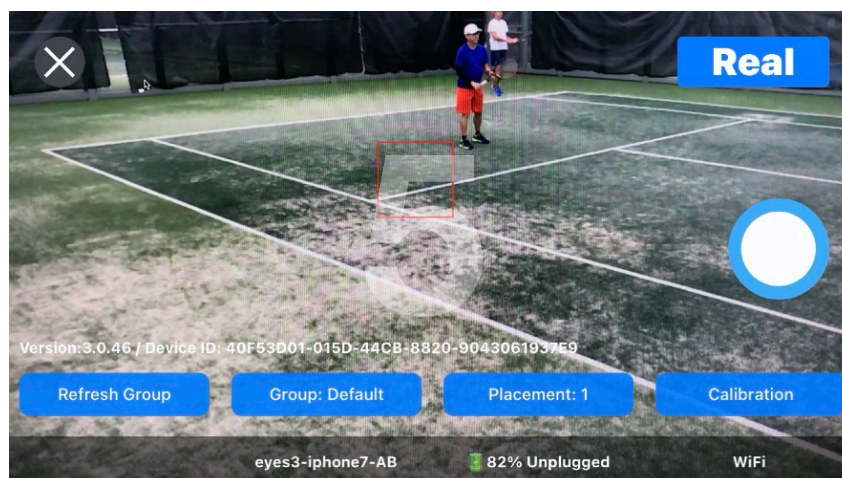 Real
5
Version:3.0.46 / Device ID: 40F53D01-015D-44CB-8820-9043061937E9
Refresh Group
Group: Default
Placement: 1
Calibration
eyes3-iphone7-AB
82% Unplugged
WiFi